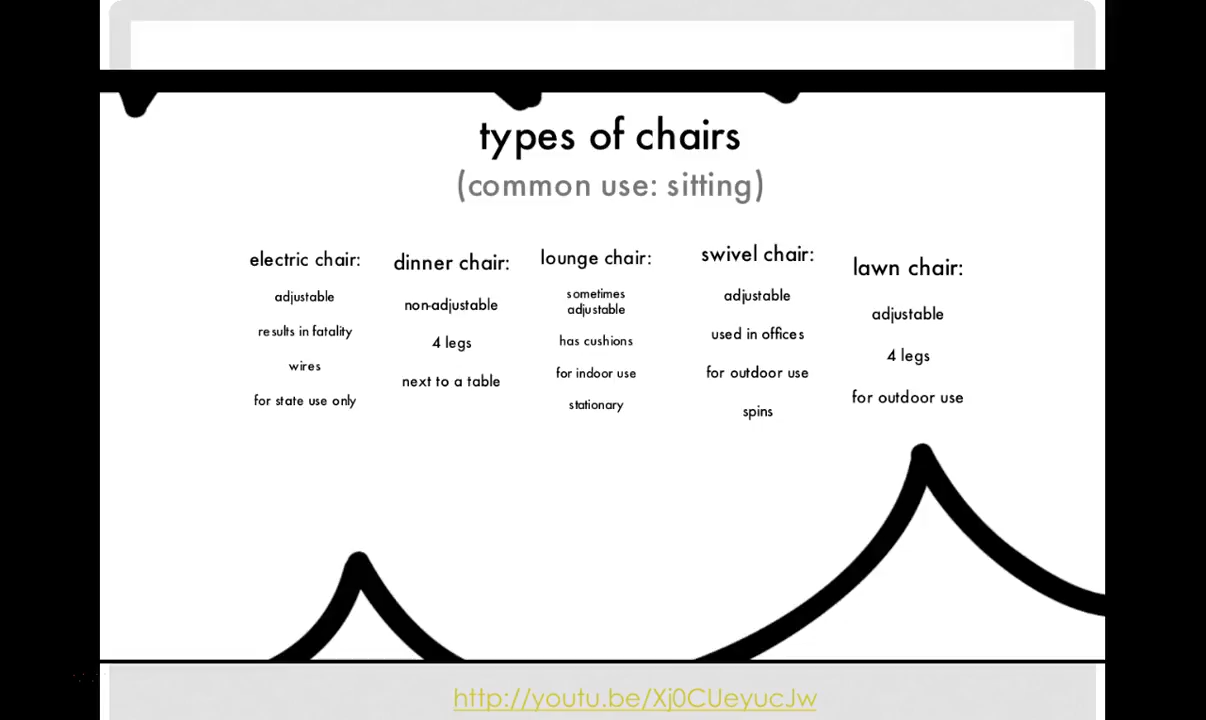 types of chairs
(common use: sitting)
electric chair:
adjustable
results in fatality
wires
for state use only
dinner chair:
non-adjustable
4 legs
next to a table
lounge chair:
sometimes
adjustable
has cushions
for indoor use
stationary
swivel chair:
adjustable
used in offices
for outdoor use
spins
lawn chair:
adjustable
4 legs
for outdoor use
http://youtu.be/Xj0CUeyucJw